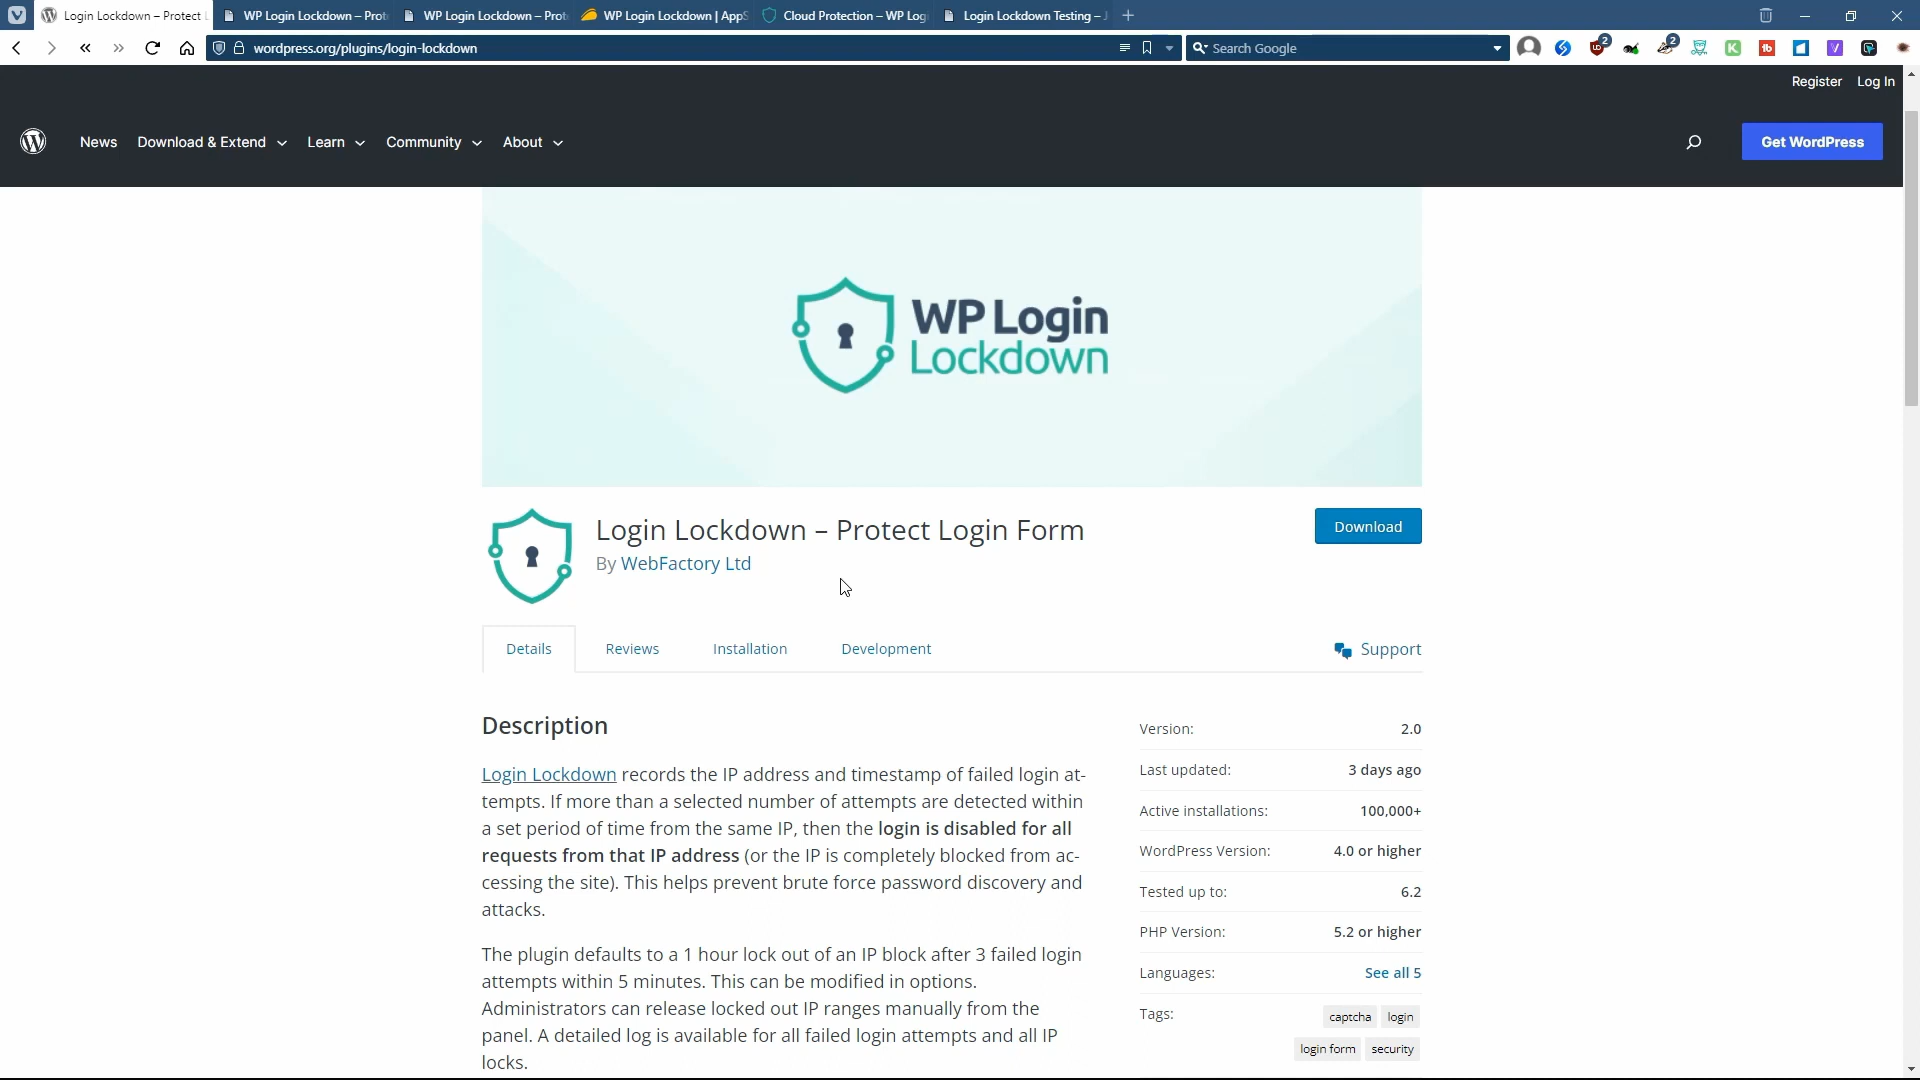 Login Lockdown – Protect L
WP Login Lockdown – Prot
WP Login Lockdown – Prot
WP Login Lockdown | AppS
Cloud Protection – WP Log
Login Lockdown Testing – J
wordpress.org/plugins/login-lockdown
Search Google
2
2
Register Log In
News Download & Extend Learn Community About
Get WordPress
WP Login
Lockdown
Login Lockdown – Protect Login Form
By WebFactory Ltd
Download
Details Reviews Installation Development
Support
Description
Login Lockdown records the IP address and timestamp of failed login at-
tempts. If more than a selected number of attempts are detected within
a set period of time from the same IP, then the login is disabled for all
requests from that IP address (or the IP is completely blocked from ac-
cessing the site). This helps prevent brute force password discovery and
attacks.
The plugin defaults to a 1 hour lock out of an IP block after 3 failed login
attempts within 5 minutes. This can be modified in options.
Administrators can release locked out IP ranges manually from the
panel. A detailed log is available for all failed login attempts and all IP
locks.
Version: 2.0
Last updated: 3 days ago
Active installations: 100,000+
WordPress Version: 4.0 or higher
Tested up to: 6.2
PHP Version: 5.2 or higher
Languages: See all 5
Tags: captcha login
login form security